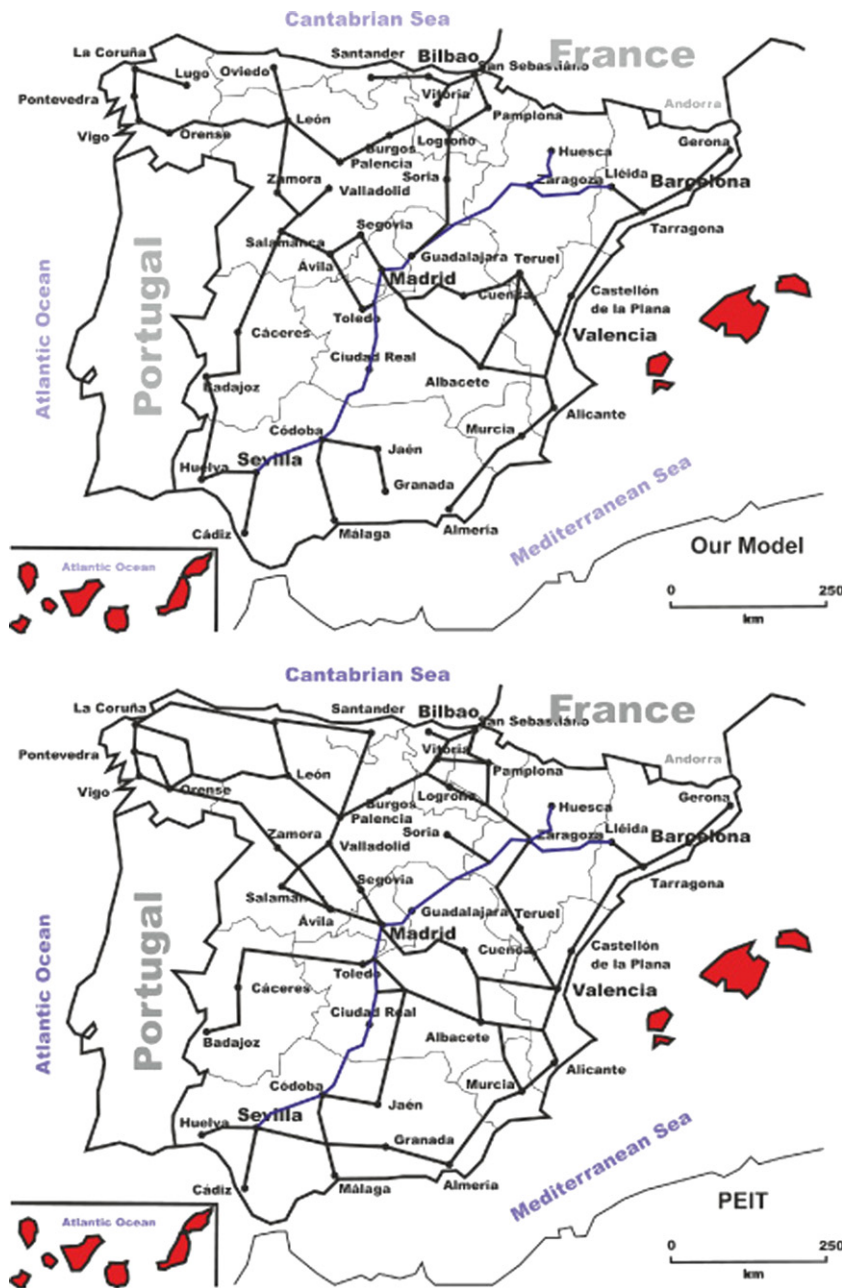 Cantabrian Sea
La Coruña
Santander
Bilbao
France
San Sebastiáno
Lugo
Oviedo
Vitoria
Pontevedra
Andorra
Pamplona
León
Logroño
Gerona
Vigo
Orense
Burgos
Huesca
Palencia
Soria
Zaragoza
Lléida
Barcelona
Zamora
Valladolid
Segovia
Tarragona
Salamanca
Guadalajara
Teruel
Ávila
Madrid
Cuenca
Castellón
de la Plana
Toledo
Valencia
Atlantic Ocean
Portugal
Cáceres
Ciudad Real
Badajoz
Albacete
Alicante
Córdoba
Murcia
Jaén
Huelva
Sevilla
Granada
Almería
Cádiz
Málaga
Mediterranean Sea
Our Model
Atlantic Ocean
0
250
km
Cantabrian Sea
La Coruña
Santander
Bilbao
France
San Sebastiáno
Vitoria
Pontevedra
Andorra
Pamplona
León
Logroño
Gerona
Vigo
Orense
Burgos
Huesca
Palencia
Soria
Zaragoza
Lléida
Barcelona
Zamora
Valladolid
Segovia
Tarragona
Salaman
Guadalajara
Teruel
Ávila
Madrid
Cuenca
Castellón
de la Plana
Toledo
Valencia
Atlantic Ocean
Portugal
Cáceres
Ciudad Real
Badajoz
Albacete
Alicante
Córdoba
Murcia
Jaén
Huelva
Sevilla
Granada
Almería
Cádiz
Málaga
Mediterranean Sea
PEIT
Atlantic Ocean
0
250
km